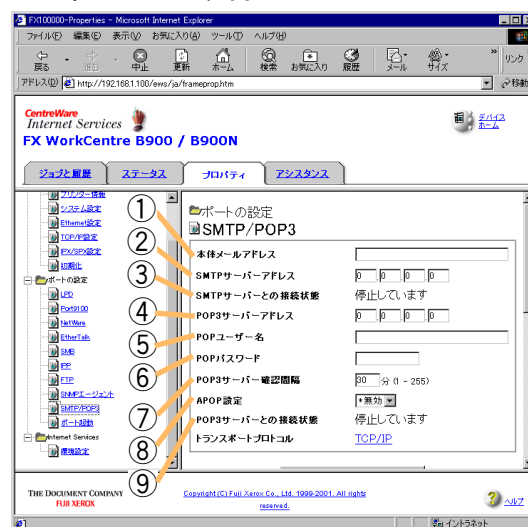 FX100000-Properties - Microsoft Internet Explorer
ファイル(F) 編集(E) 表示(V) お気に入り(A) ツール(T) ヘルプ(H)
戻る 進む 中止 更新 ホーム 検索 お気に入り 履歴 メール サイズ » リンク
アドレス(D) http://192.168.1.100/ews/ja/frameprop.htm 移動
CentreWare
Internet Services
デバイス
ホーム
FX WorkCentre B900 / B900N
ジョブと履歴 ステータス プロパティ アシスタンス
プリンター情報
システム設定
Ethernet設定
TCP/IP設定
IPX/SPX設定
初期化
ポートの設定
LPD
Port9100
NetWare
EtherTalk
SMB
IPP
FTP
SNMPエージェント
SMTP/POP3
ポート起動
Internet Services
環境設定
① ② ③ ④ ⑤ ⑥ ⑦ ⑧ ⑨
ポートの設定
SMTP/POP3
本体メールアドレス
SMTPサーバーアドレス 0 . 0 . 0 . 0
SMTPサーバーとの接続状態 停止しています
POP3サーバーアドレス 0 . 0 . 0 . 0
POPユーザー名
POPパスワード
POP3サーバー確認間隔 30 分 (1 - 255)
APOP設定 *無効
POP3サーバーとの接続状態 停止しています
トランスポートプロトコル TCP/IP
THE DOCUMENT COMPANY
FUJI XEROX
Copyright (C) Fuji Xerox Co., Ltd. 1999-2001. All rights
reserved.
ヘルプ
イントラネット